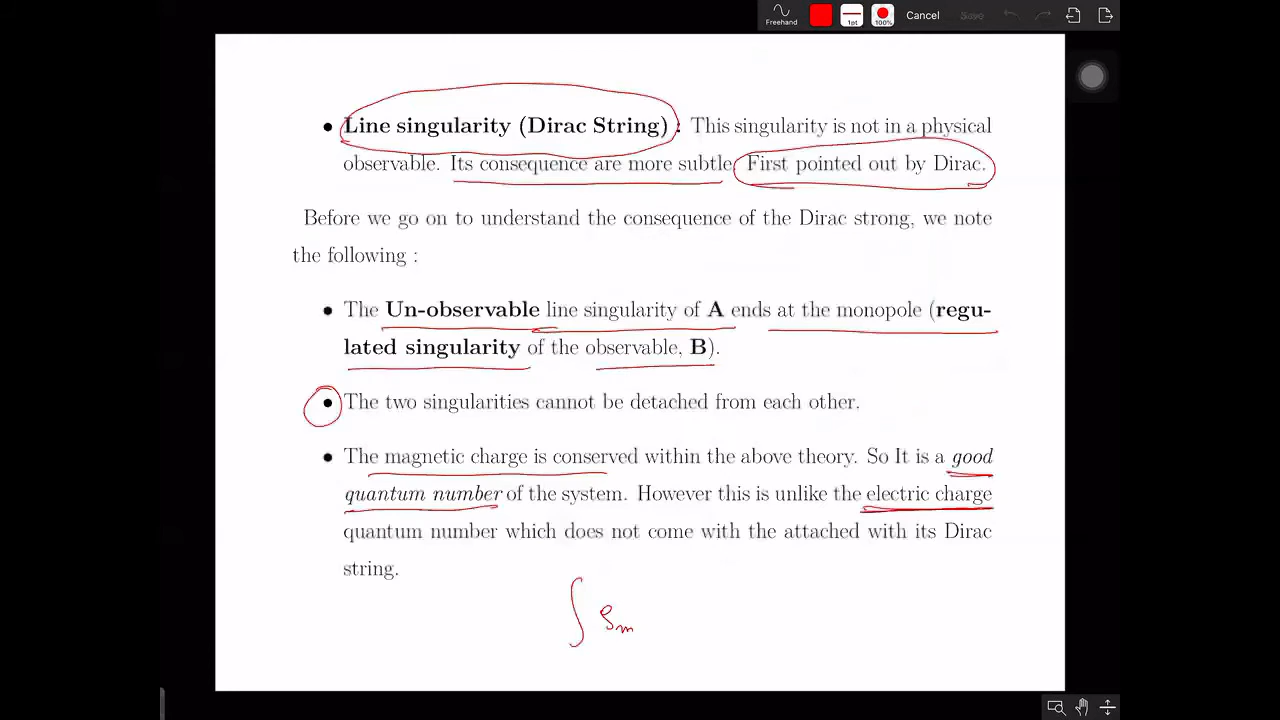 Freehand 1pt 100% Cancel Save
• Line singularity (Dirac String) : This singularity is not in a physical
observable. Its consequence are more subtle. First pointed out by Dirac.
Before we go on to understand the consequence of the Dirac strong, we note
the following :
• The Un-observable line singularity of A ends at the monopole (regu-
lated singularity of the observable, B).
• The two singularities cannot be detached from each other.
• The magnetic charge is conserved within the above theory. So It is a good
quantum number of the system. However this is unlike the electric charge
quantum number which does not come with the attached with its Dirac
string.
∫ ρm